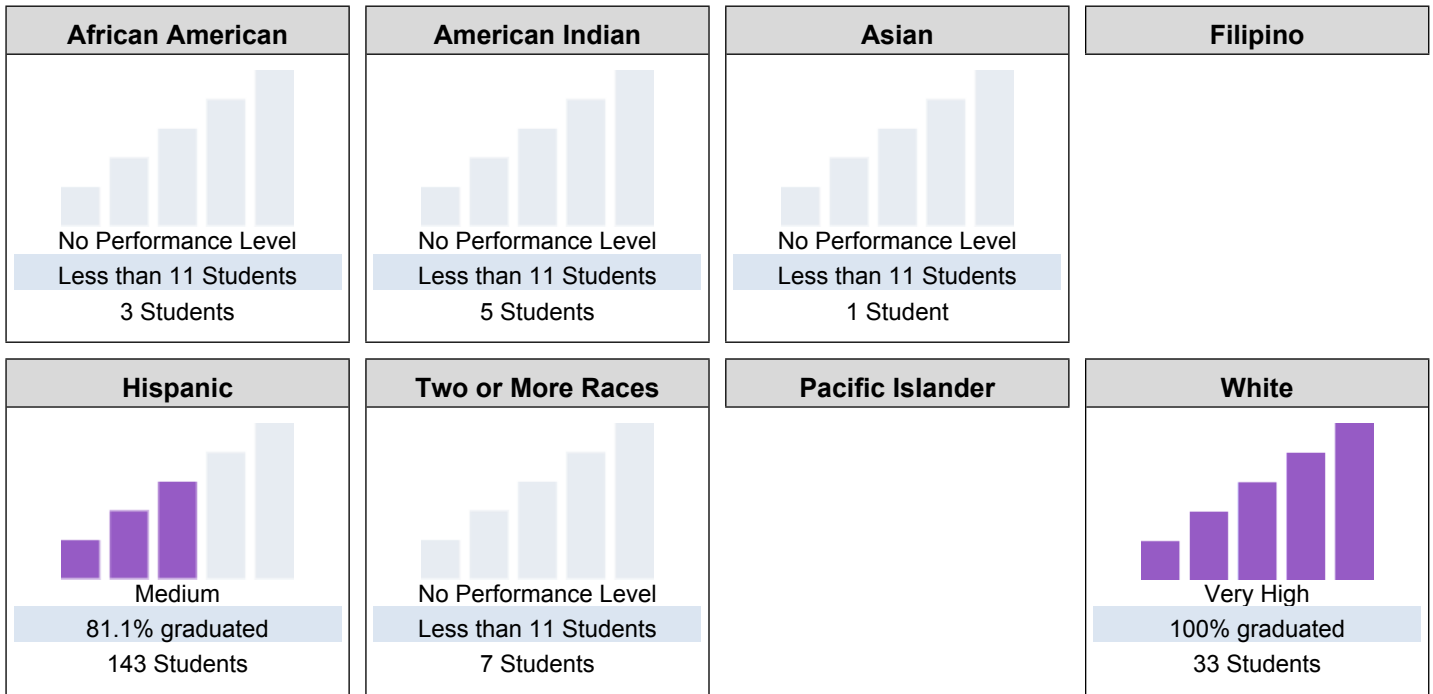 African American
No Performance Level
Less than 11 Students
3 Students
American Indian
No Performance Level
Less than 11 Students
5 Students
Asian
No Performance Level
Less than 11 Students
1 Student
Filipino
Hispanic
Medium
81.1% graduated
143 Students
Two or More Races
No Performance Level
Less than 11 Students
7 Students
Pacific Islander
White
Very High
100% graduated
33 Students